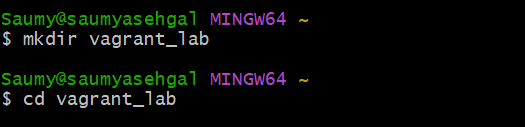 Saumy@saumyasehgal MINGW64 ~
$ mkdir vagrant_lab
Saumy@saumyasehgal MINGW64 ~
$ cd vagrant_lab